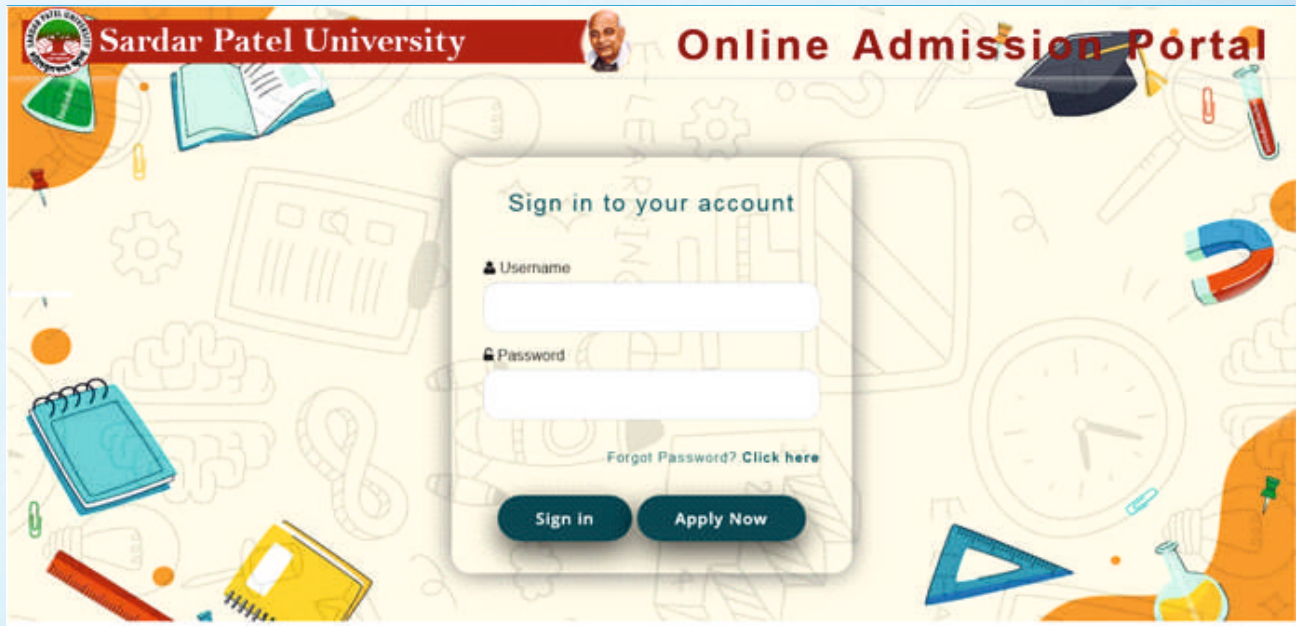 Sardar Patel University
Online Admission Portal
Sign in to your account
Username
Password
Forgot Password? Click here
Sign in
Apply Now